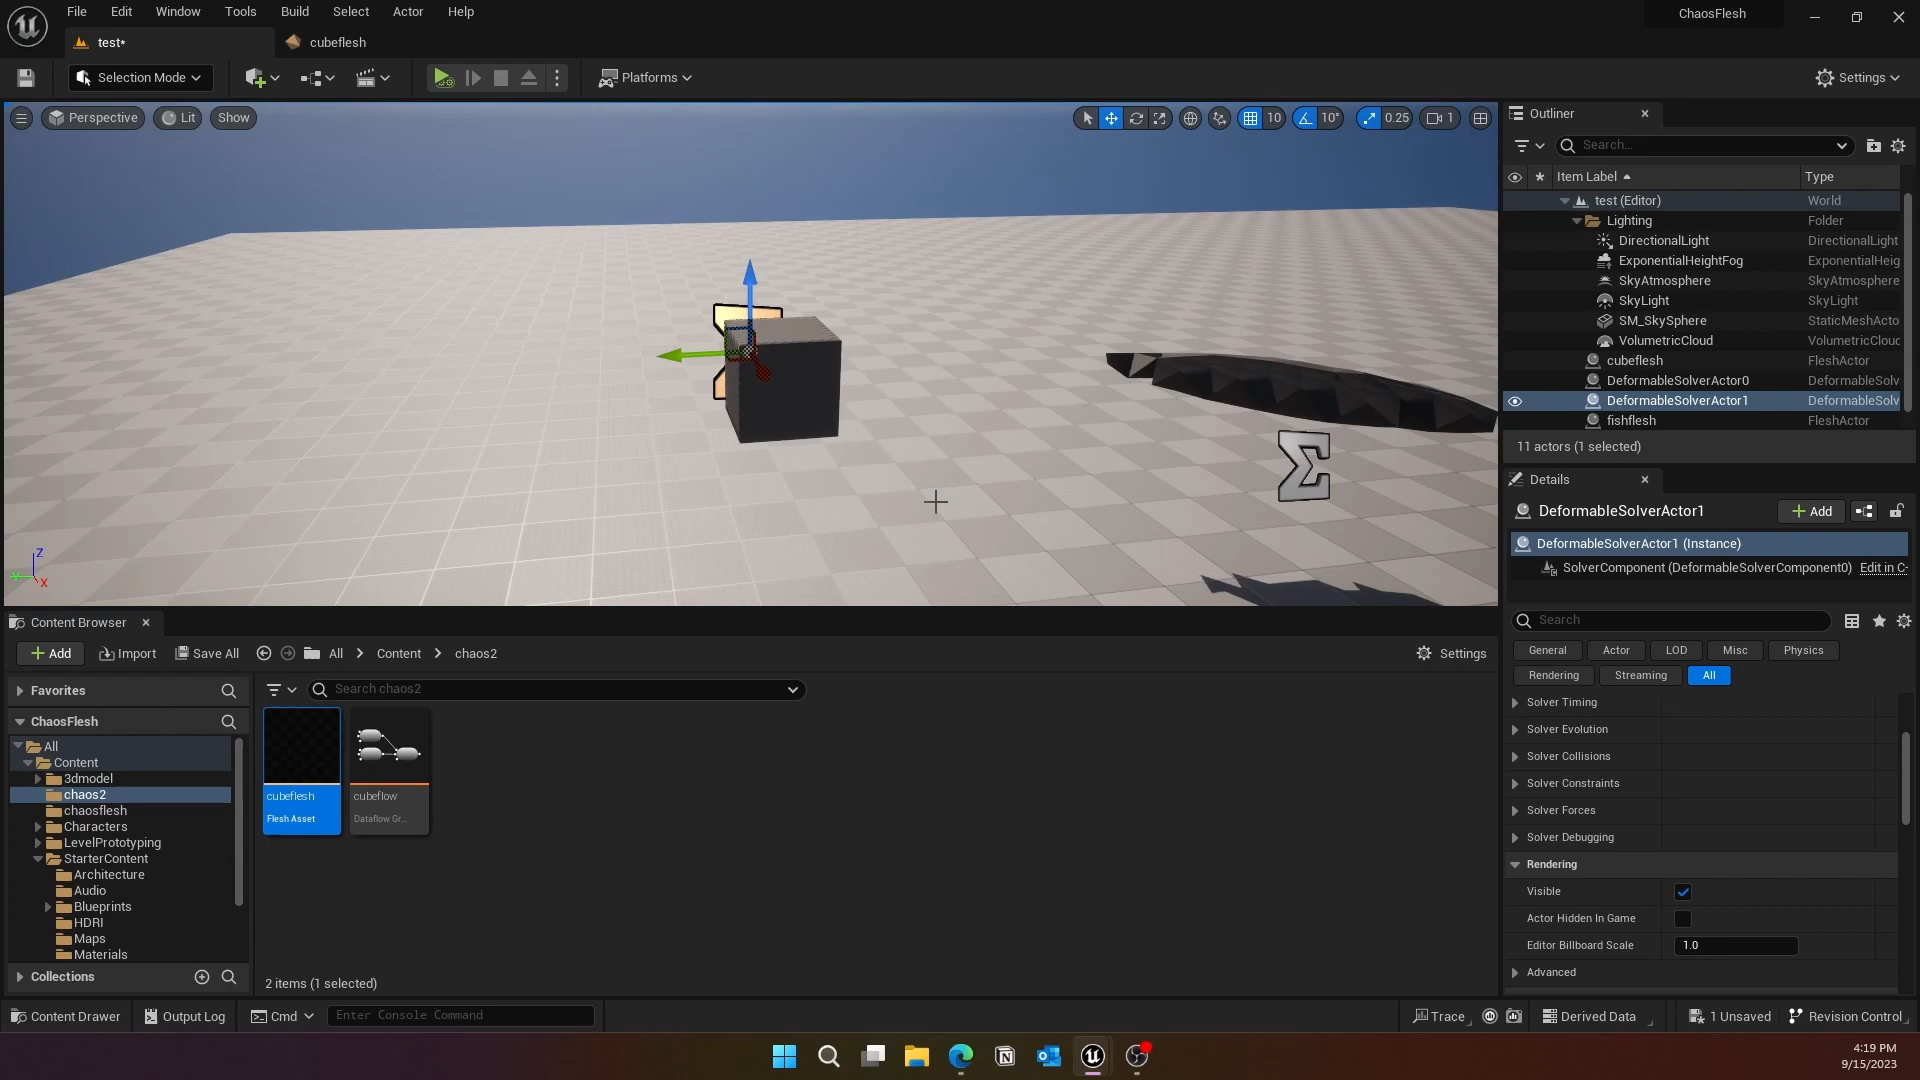 File Edit Window Tools Build Select Actor Help
ChaosFlesh
test*
cubeflesh
Selection Mode
Platforms
Settings
Perspective
Lit
Show
10
10°
0.25
1
Z
X
Σ
Outliner
Search...
Item Label
Type
test (Editor) World
Lighting Folder
DirectionalLight DirectionalLight
ExponentialHeightFog ExponentialHeig
SkyAtmosphere SkyAtmosphere
SkyLight SkyLight
SM_SkySphere StaticMeshActo
VolumetricCloud VolumetricClouc
cubeflesh FleshActor
DeformableSolverActor0 DeformableSolv
DeformableSolverActor1 DeformableSolv
fishflesh FleshActor
11 actors (1 selected)
Details
DeformableSolverActor1
Add
DeformableSolverActor1 (Instance)
SolverComponent (DeformableSolverComponent0) Edit in C-
Search
General Actor LOD Misc Physics
Rendering Streaming All
Solver Timing
Solver Evolution
Solver Collisions
Solver Constraints
Solver Forces
Solver Debugging
Rendering
Visible
Actor Hidden In Game
Editor Billboard Scale 1.0
Advanced
Content Browser
Add Import Save All All > Content > chaos2
Settings
Favorites
ChaosFlesh
All
Content
3dmodel
chaos2
chaosflesh
Characters
LevelPrototyping
StarterContent
Architecture
Audio
Blueprints
HDRI
Maps
Materials
Collections
Search chaos2
cubeflesh
Flesh Asset
cubeflow
Dataflow Gr...
2 items (1 selected)
Content Drawer Output Log Cmd Enter Console Command
Trace Derived Data 1 Unsaved Revision Control
4:19 PM
9/15/2023